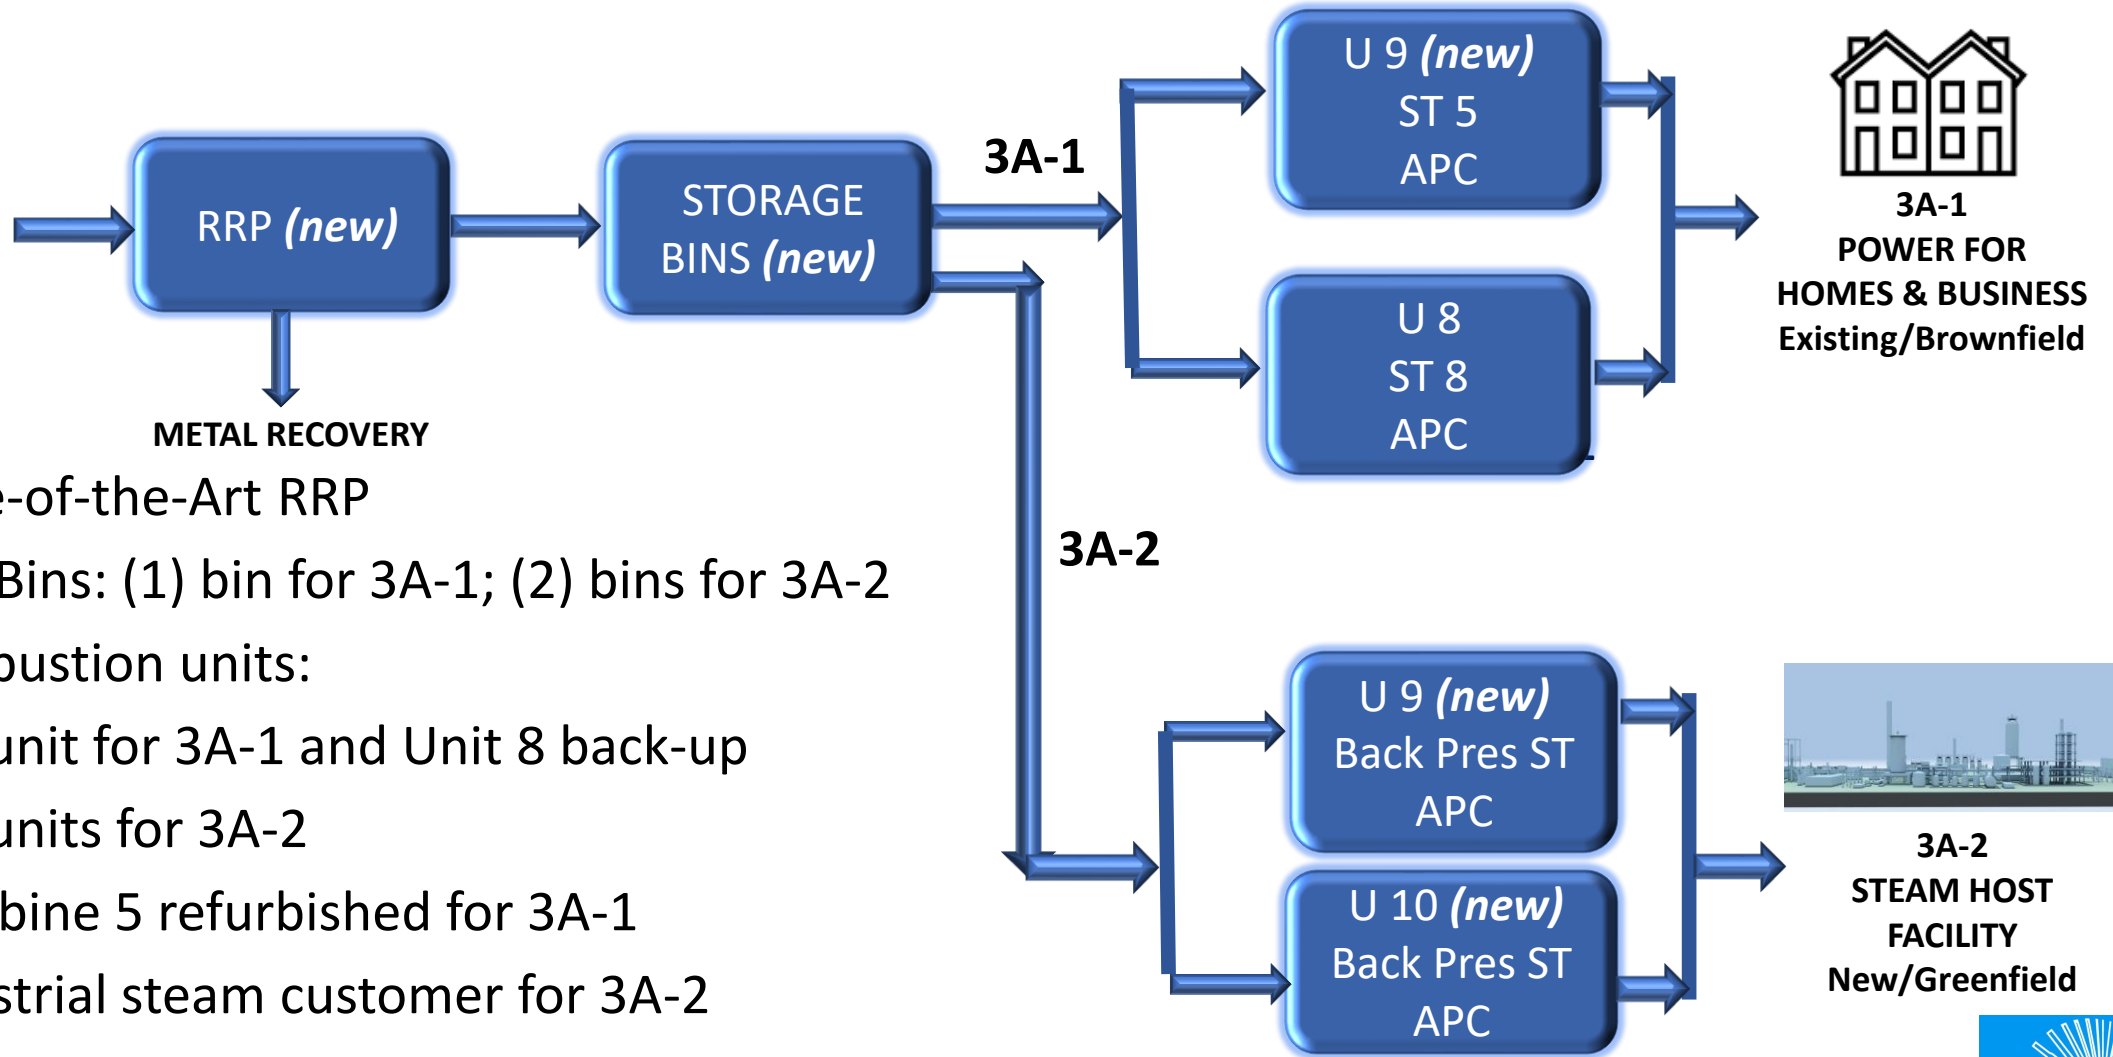 RRP (new)
METAL RECOVERY
STORAGE
BINS (new)
3A-1
U 9 (new)
ST 5
APC
U 8
ST 8
APC
3A-1
POWER FOR
HOMES & BUSINESS
Existing/Brownfield
3A-2
U 9 (new)
Back Pres ST
APC
U 10 (new)
Back Pres ST
APC
3A-2
STEAM HOST
FACILITY
New/Greenfield
e-of-the-Art RRP
Bins: (1) bin for 3A-1; (2) bins for 3A-2
bustion units:
unit for 3A-1 and Unit 8 back-up
units for 3A-2
bine 5 refurbished for 3A-1
strial steam customer for 3A-2